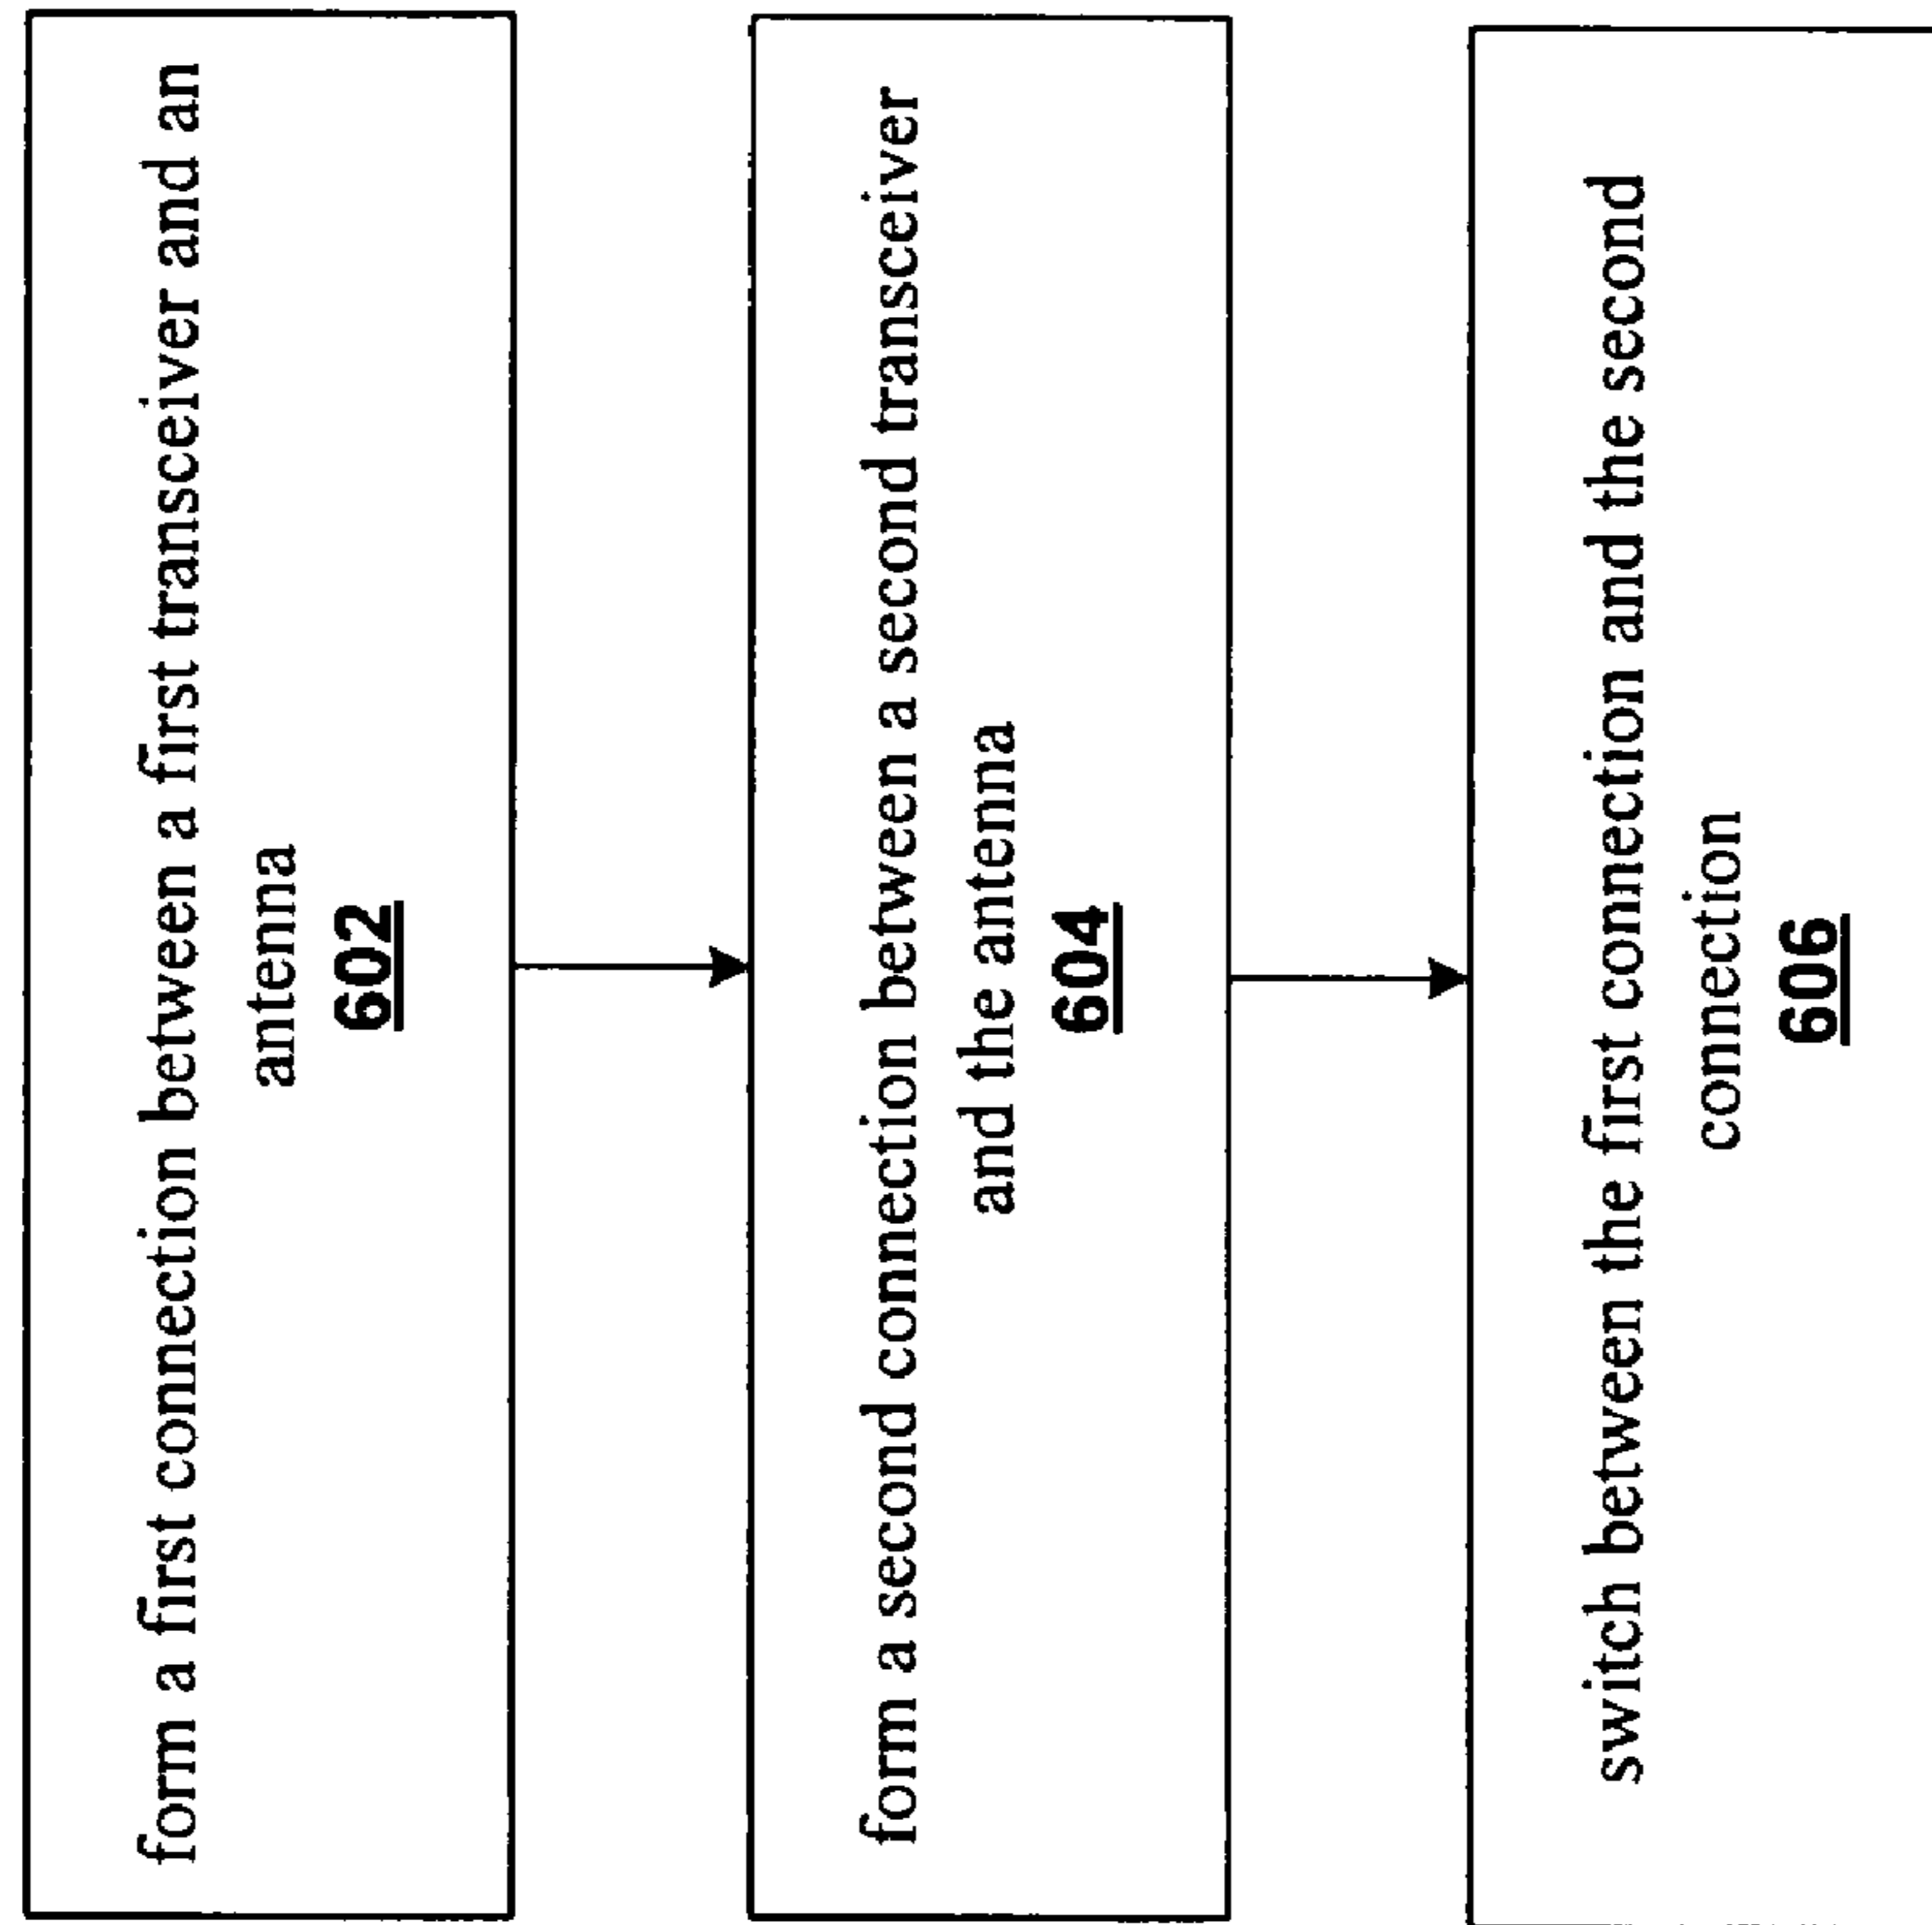 form a first connection between a first transceiver and an
antenna
602
form a second connection between a second transceiver
and the antenna
604
switch between the first connection and the second
connection
606